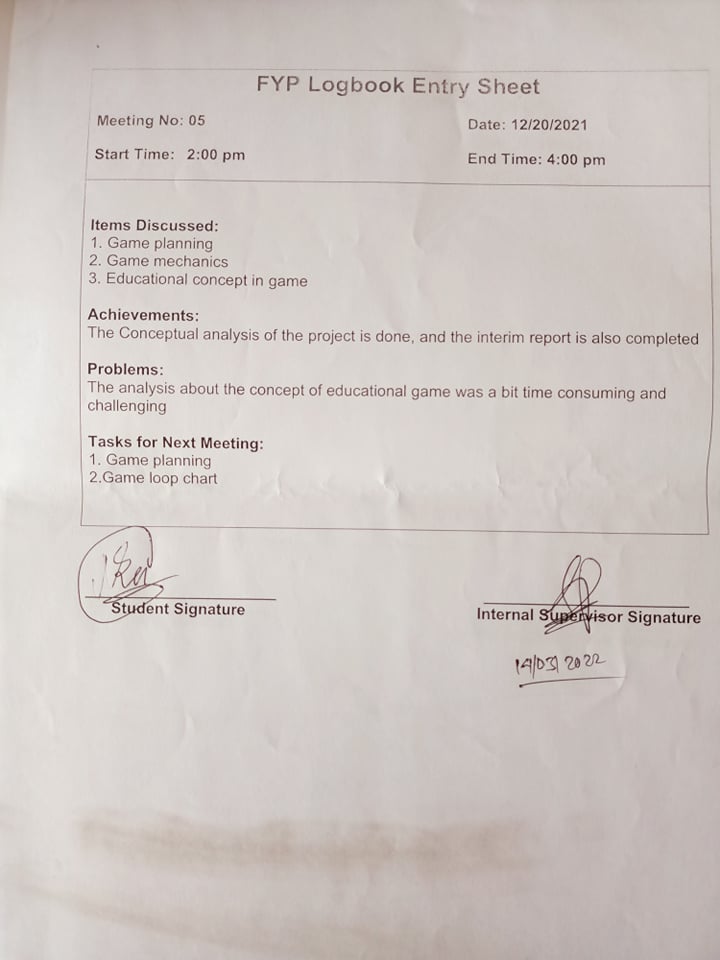 FYP Logbook Entry Sheet
Meeting No: 05
Date: 12/20/2021
Start Time: 2:00 pm
End Time: 4:00 pm
Items Discussed:
1. Game planning
2. Game mechanics
3. Educational concept in game
Achievements:
The Conceptual analysis of the project is done, and the interim report is also completed
Problems:
The analysis about the concept of educational game was a bit time consuming and
challenging
Tasks for Next Meeting:
1. Game planning
2.Game loop chart
Student Signature
Internal Supervisor Signature
14/03/2022